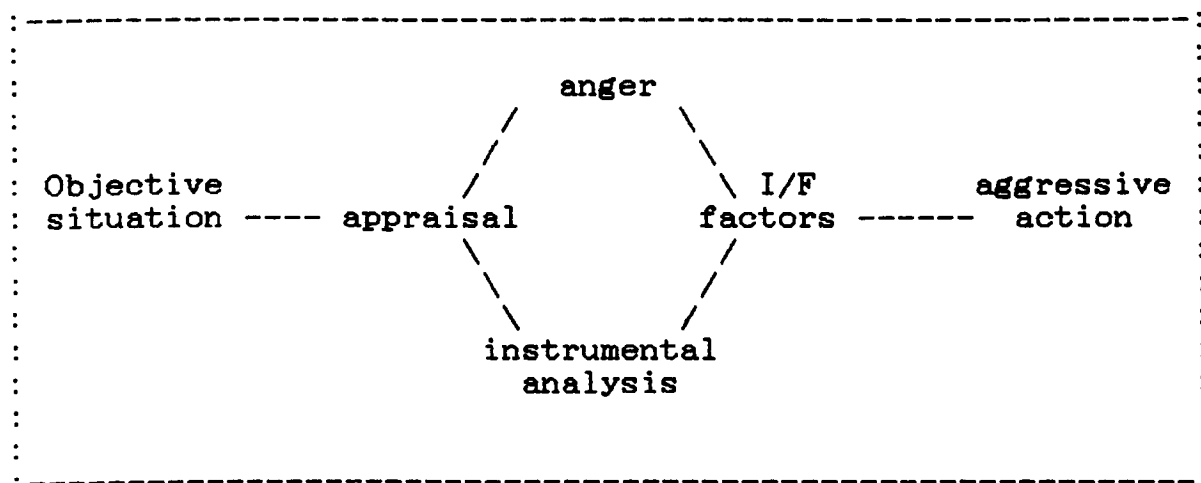 anger
Objective I/F aggressive
situation ---- appraisal factors ------ action
instrumental
analysis